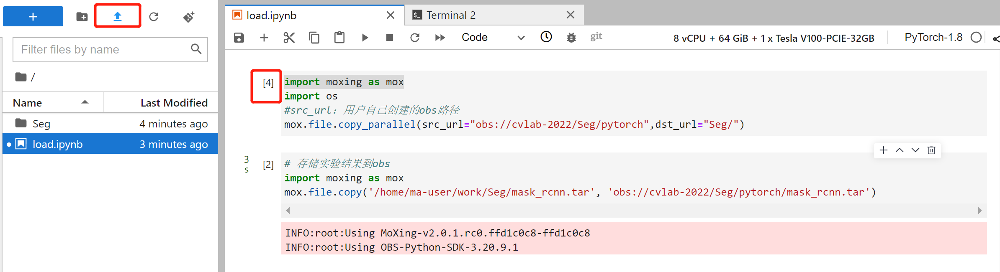 load.ipynb
Terminal 2
Code
git
8 vCPU + 64 GiB + 1 x Tesla V100-PCIE-32GB
PyTorch-1.8
Filter files by name
/
Name
Last Modified
Seg
4 minutes ago
load.ipynb
3 minutes ago
[4]
import moxing as mox
import os
#src_url：用户自己创建的obs路径
mox.file.copy_parallel(src_url="obs://cvlab-2022/Seg/pytorch",dst_url="Seg/")
3
s
[2]
# 存储实验结果到obs
import moxing as mox
mox.file.copy('/home/ma-user/work/Seg/mask_rcnn.tar', 'obs://cvlab-2022/Seg/pytorch/mask_rcnn.tar')
INFO:root:Using MoXing-v2.0.1.rc0.ffd1c0c8-ffd1c0c8
INFO:root:Using OBS-Python-SDK-3.20.9.1